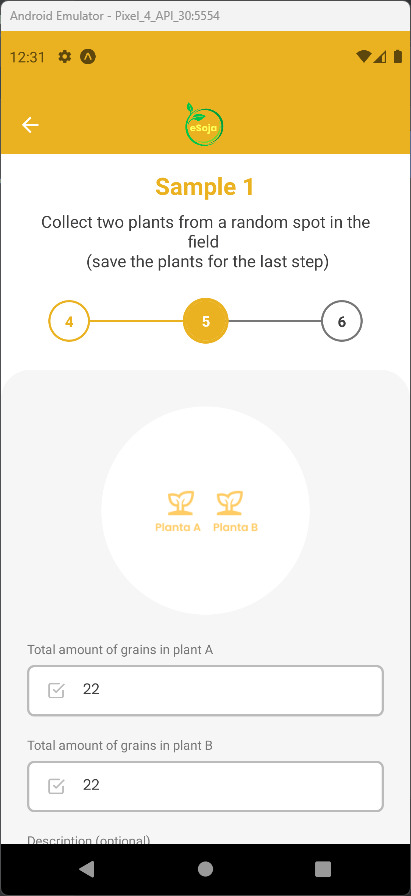 Android Emulator - Pixel_4_API_30:5554
12:31
eSoja
Sample 1
Collect two plants from a random spot in the
field
(save the plants for the last step)
4 5 6
Planta A Planta B
Total amount of grains in plant A
22
Total amount of grains in plant B
22
Description (optional)